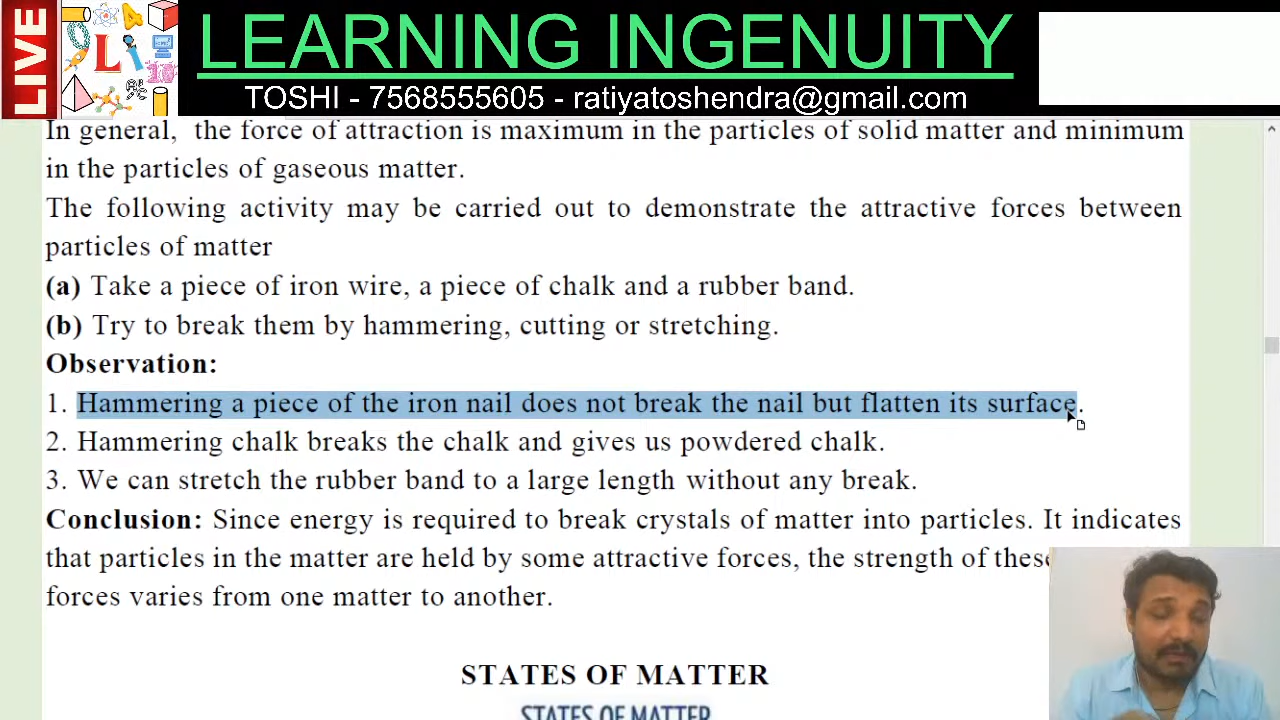 LIVE
LEARNING INGENUITY
TOSHI - 7568555605 - ratiyatoshendra@gmail.com
In general, the force of attraction is maximum in the particles of solid matter and minimum
in the particles of gaseous matter.
The following activity may be carried out to demonstrate the attractive forces between
particles of matter
(a) Take a piece of iron wire, a piece of chalk and a rubber band.
(b) Try to break them by hammering, cutting or stretching.
Observation:
1. Hammering a piece of the iron nail does not break the nail but flatten its surface.
2. Hammering chalk breaks the chalk and gives us powdered chalk.
3. We can stretch the rubber band to a large length without any break.
Conclusion: Since energy is required to break crystals of matter into particles. It indicates
that particles in the matter are held by some attractive forces, the strength of these
forces varies from one matter to another.
STATES OF MATTER
STATES OF MATTER